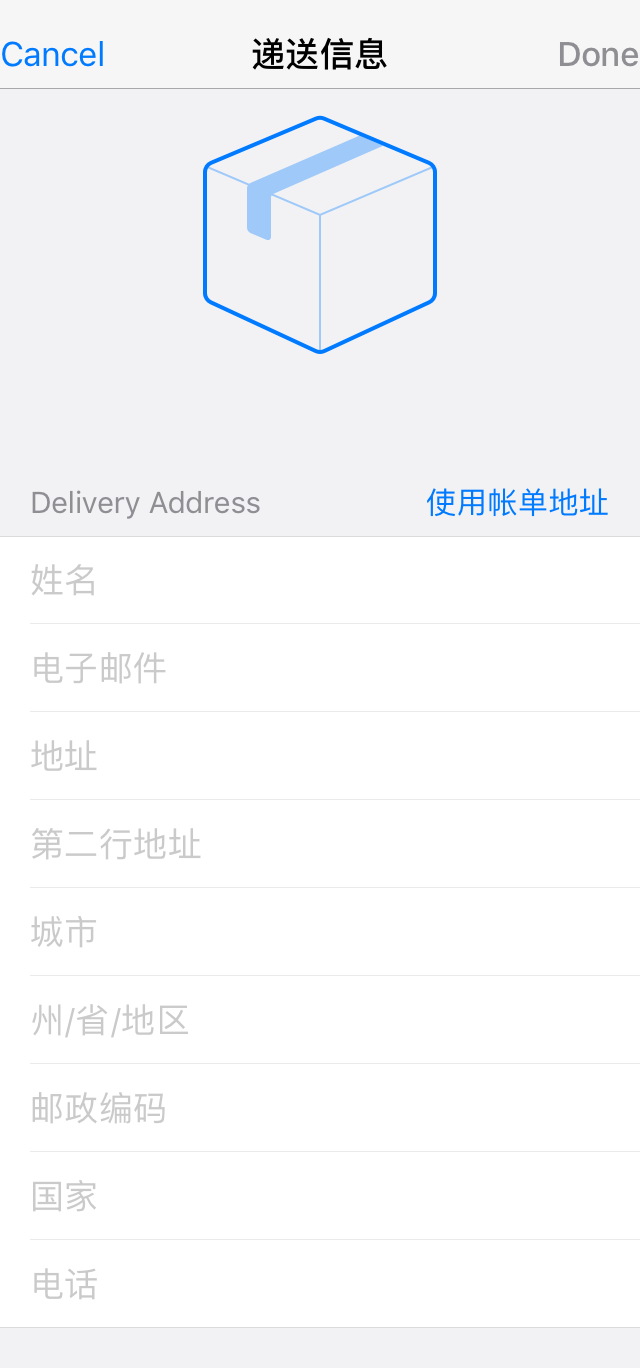 Cancel 递送信息 Done
Delivery Address 使用帐单地址
姓名
电子邮件
地址
第二行地址
城市
州/省/地区
邮政编码
国家
电话